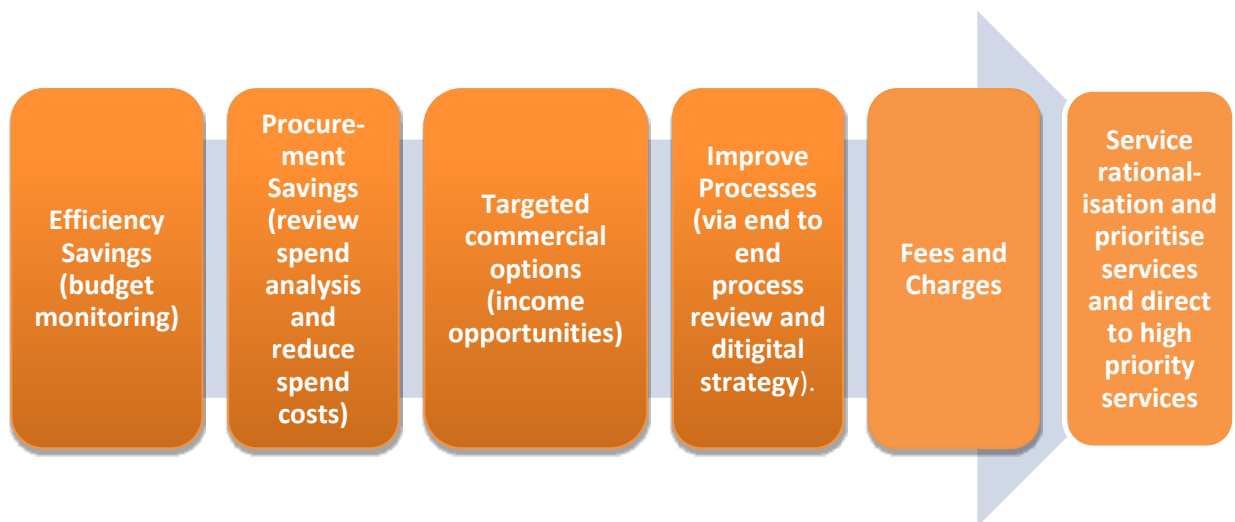 Efficiency
Savings
(budget
monitoring)
Procure-
ment
Savings
(review
spend
analysis
and
reduce
spend
costs)
Targeted
commercial
options
(income
opportunities)
Improve
Processes
(via end to
end
process
review and
ditigital
strategy).
Fees and
Charges
Service
rational-
isation and
prioritise
services
and direct
to high
priority
services